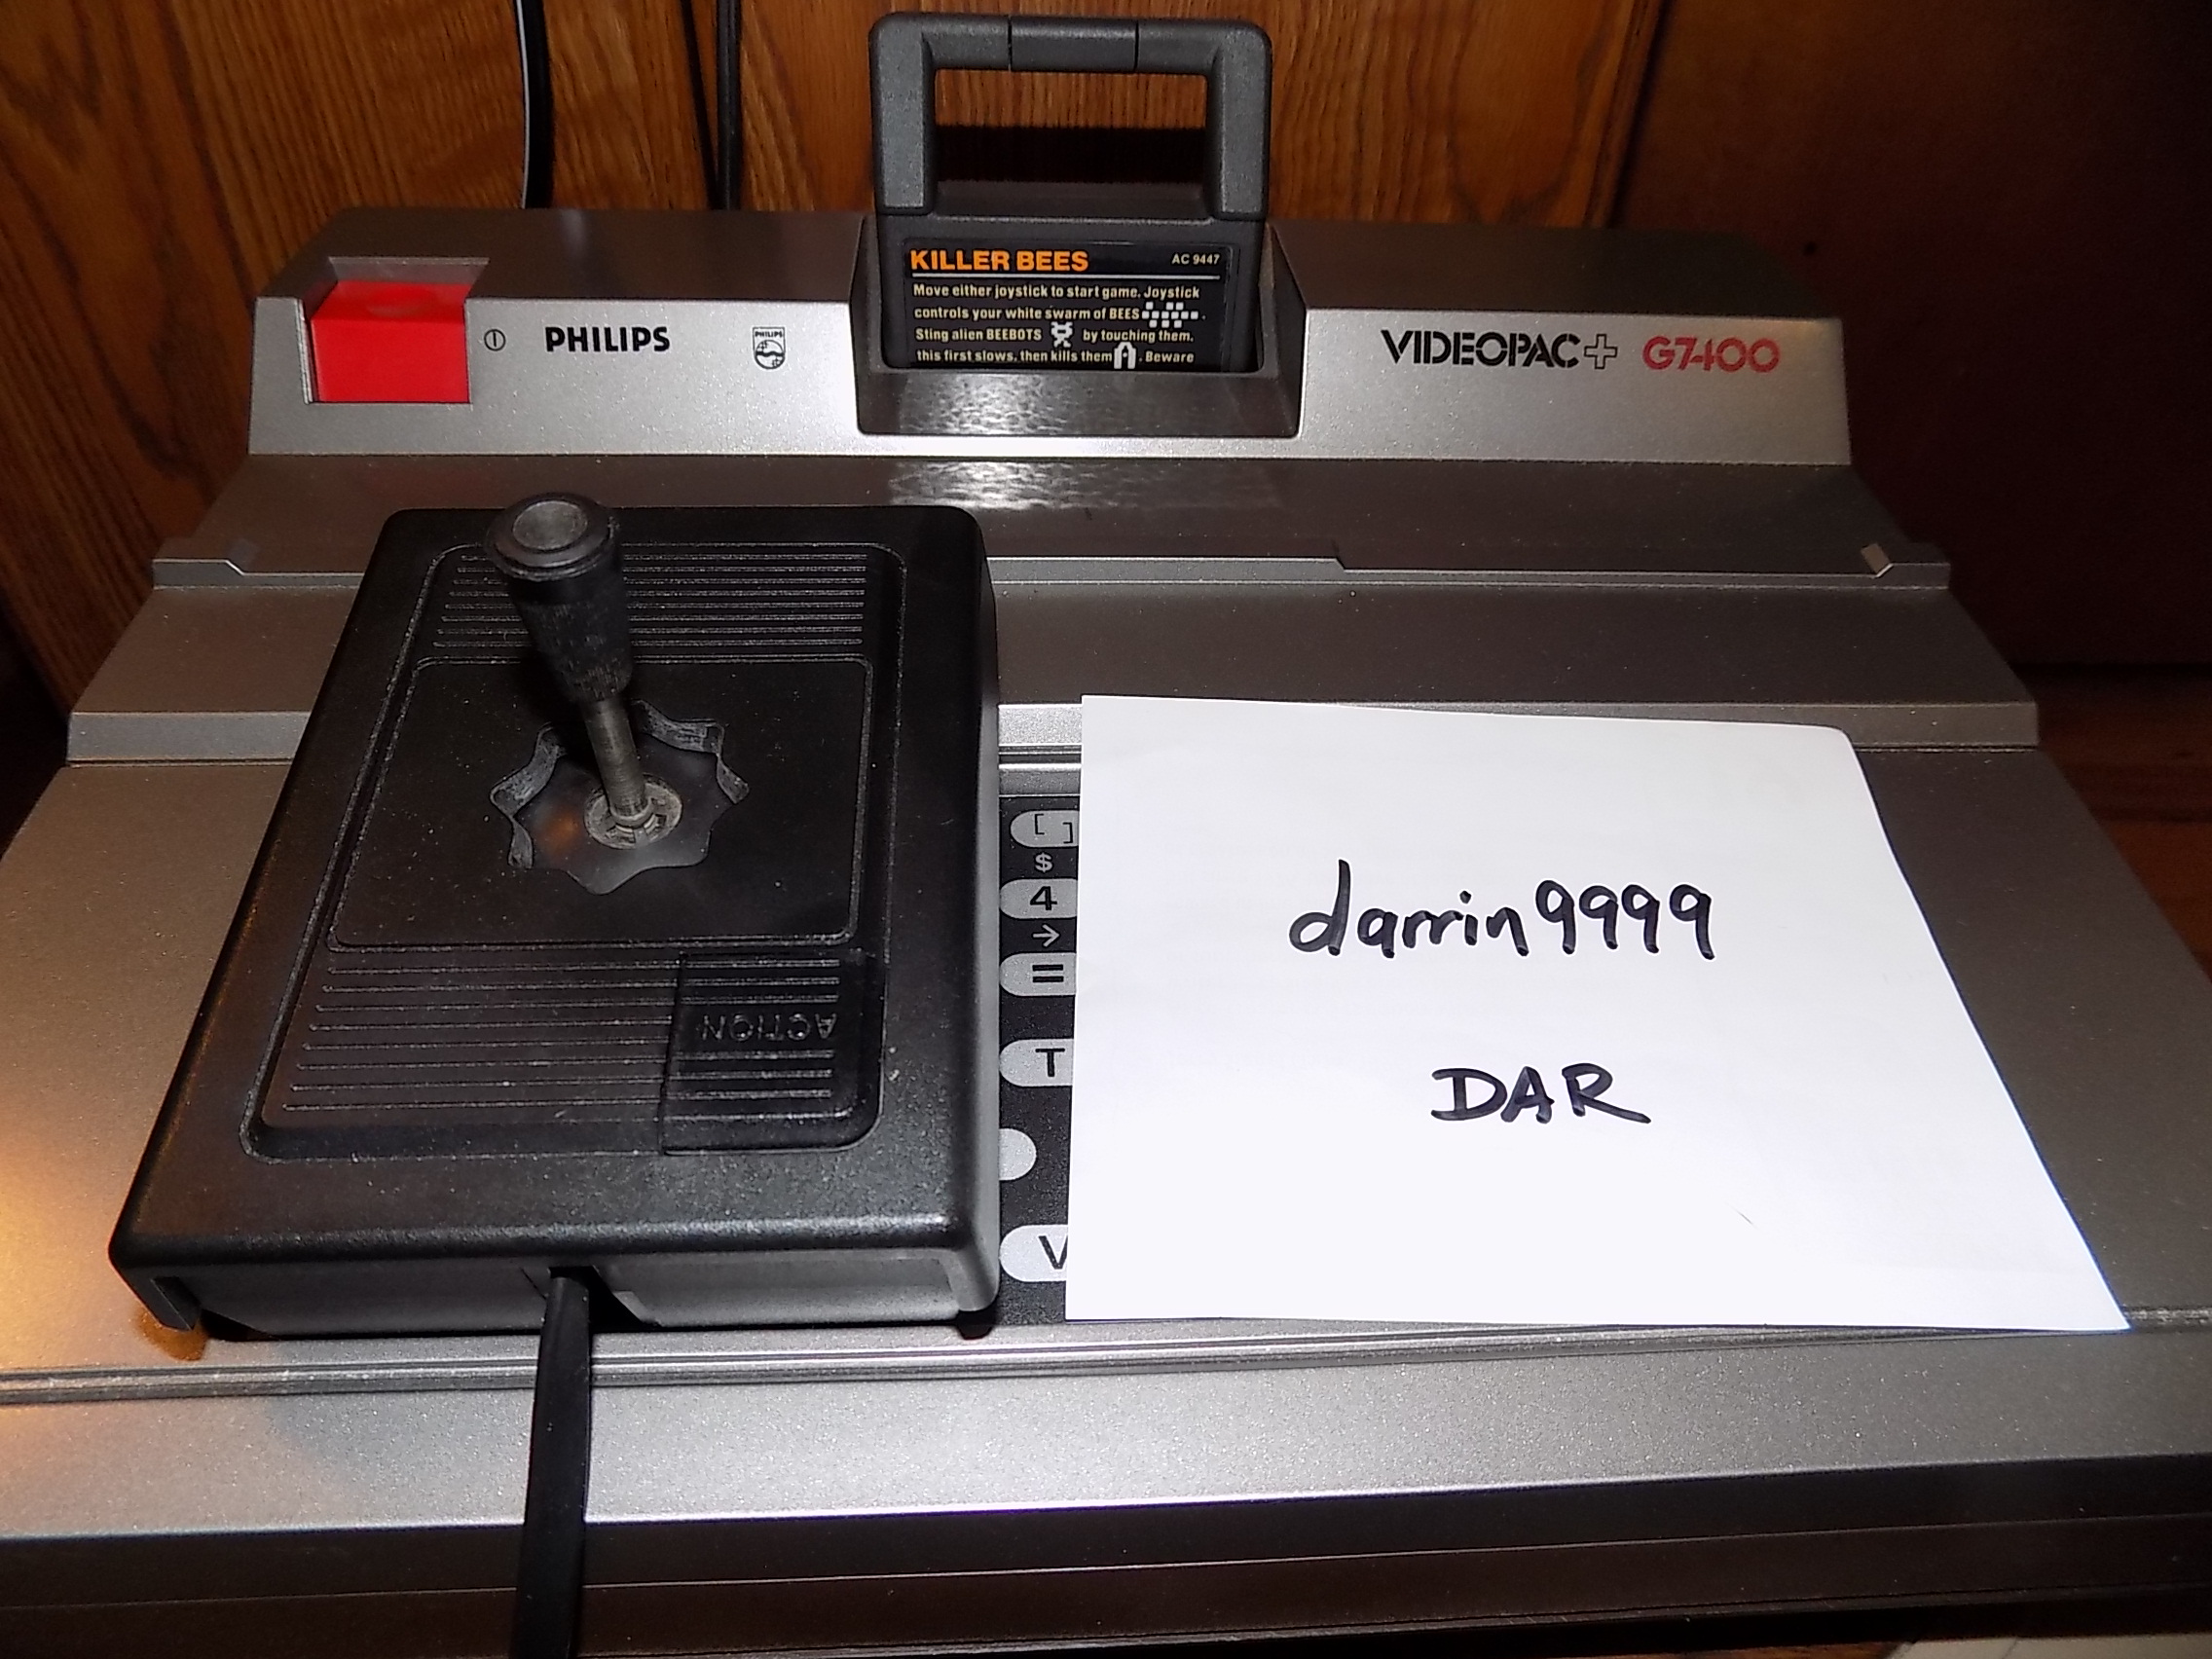 KILLER BEES AC 9447
Move either joystick to start game. Joystick
controls your white swarm of BEES .
Sting alien BEEBOTS by touching them.
this first slows, then kills them . Beware
PHILIPS
PHILIPS
VIDEOPAC+ G7400
[ ]
$
4
→
=
T
V
ACTION
darrin9999
DAR